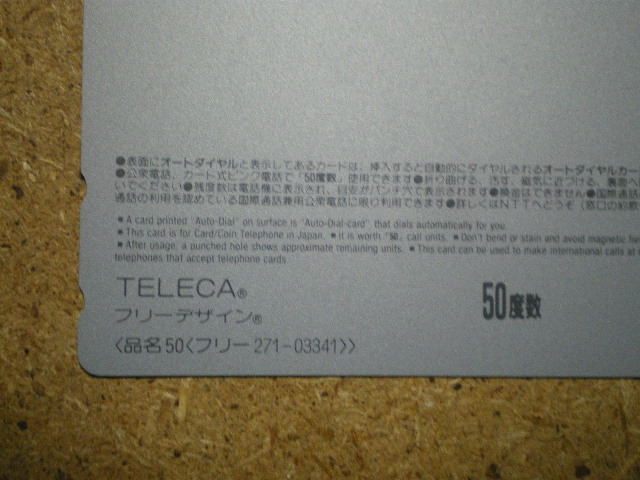 ●表面にオートダイヤルと表示してあるカードは、挿入すると自動的にダイヤルされるオートダイヤルカー
●公衆電話、カード式ピンク電話で「50度数」使用できます●折り曲げる、汚す、磁気に近づける、裏面へ
いでください●残度数は電話機に表示され、目安がパンチ穴で表示されます●換金はできません●国際通話
通話の利用を認めている国際通話兼用公衆電話に限り利用できます●詳しくはNTTへどうぞ
■ A card printed "Auto-Dial" on surface is "Auto-Dial-card" that dials automatically for you.
■ This card is for Card/Coin Telephone in Japan. ■ It is worth "50" call units. ■ Don't bend or stain and avoid magnetic
■ After usage, a punched hole shows approximate remaining units. ■ This card can be used to make international calls at
telephones that accept telephone cards.
TELECA®
フリーデザイン®
50度数
〈品名50〈フリー271−03341〉〉